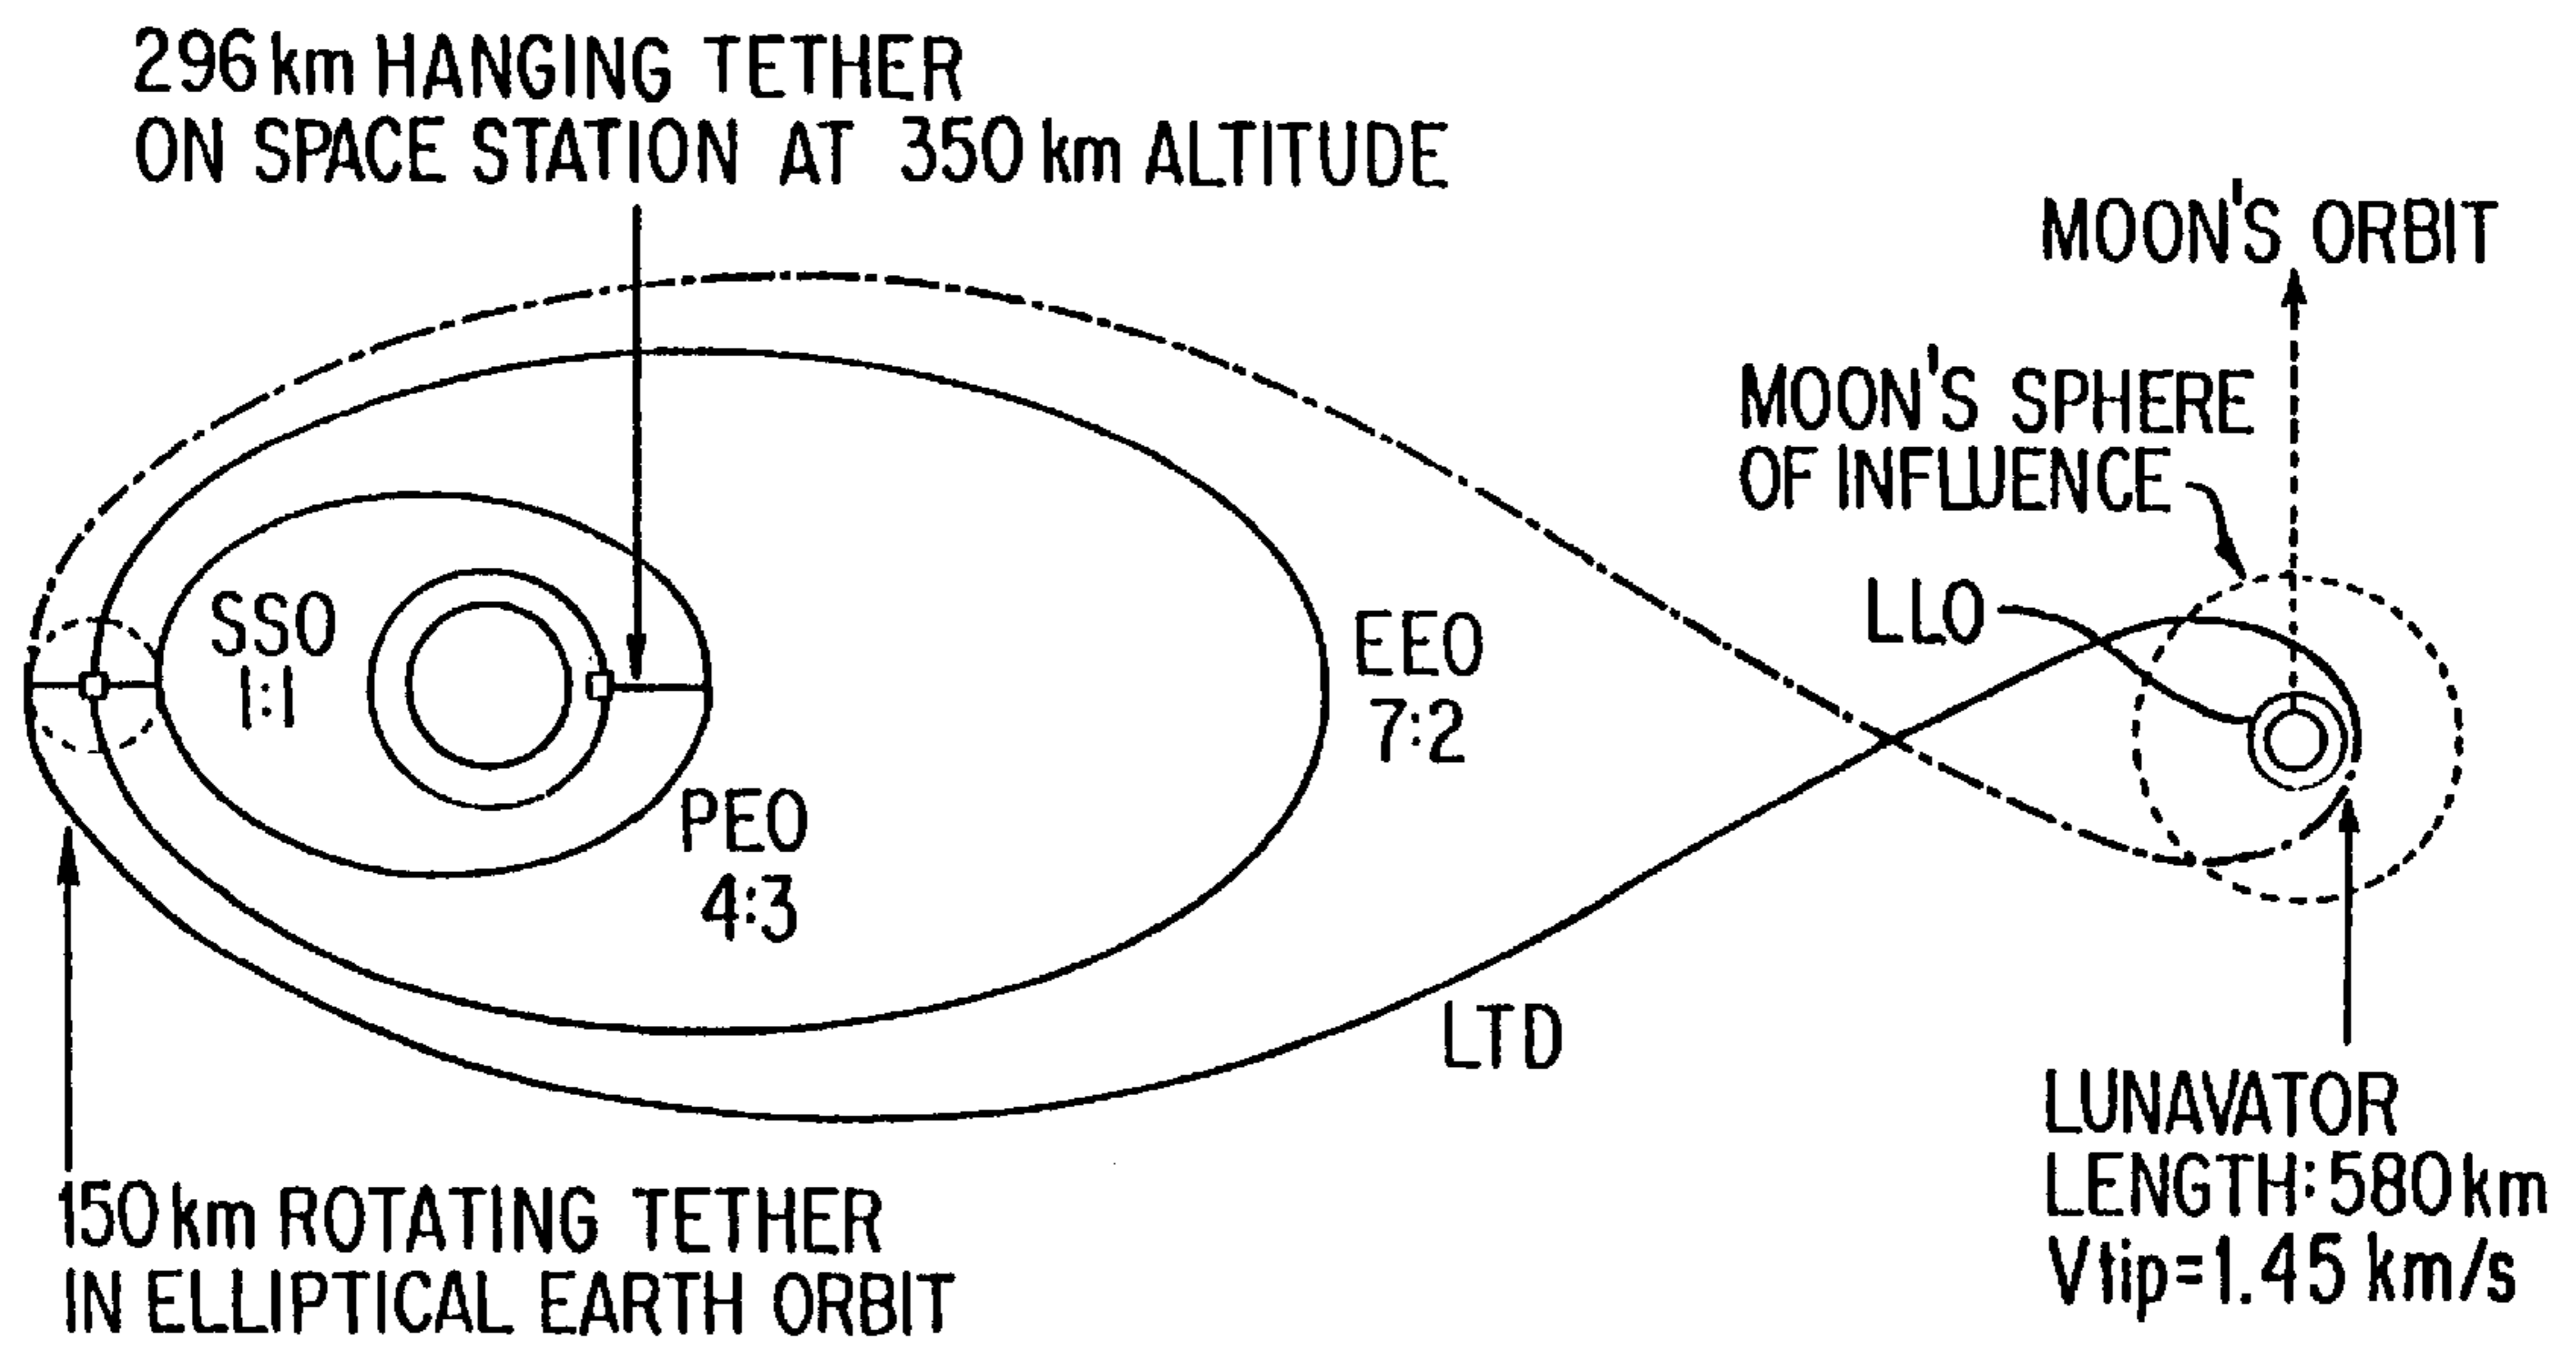 296 km HANGING TETHER
ON SPACE STATION AT 350 km ALTITUDE
MOON'S ORBIT
MOON'S SPHERE
OF INFLUENCE
LLO
SSO
1:1
EEO
7:2
PEO
4:3
LTD
LUNAVATOR
LENGTH: 580 km
Vtip=1.45 km/s
150 km ROTATING TETHER
IN ELLIPTICAL EARTH ORBIT